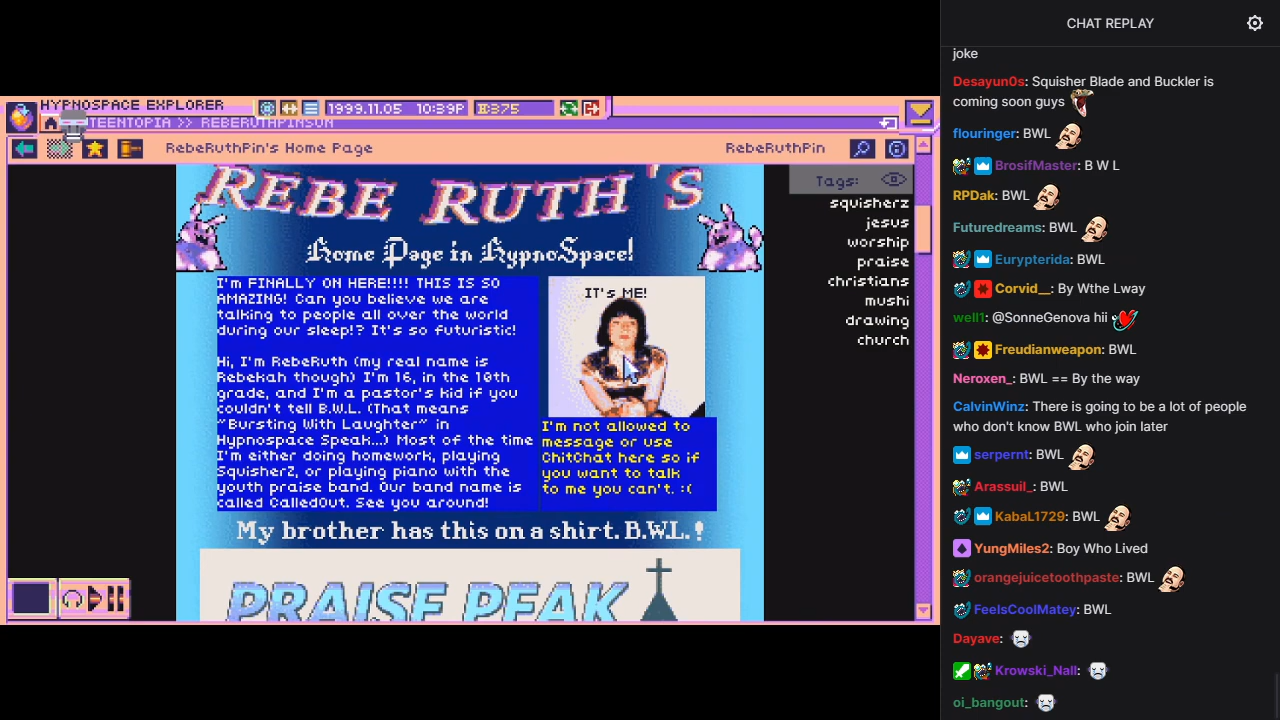 CHAT REPLAY
joke
Desayun0s: Squisher Blade and Buckler is
coming soon guys
flouringer: BWL
BrosifMaster: B W L
RPDak: BWL
Futuredreams: BWL
Eurypterida: BWL
Corvid__: By Wthe Lway
well1: @SonneGenova hii
Freudianweapon: BWL
Neroxen_: BWL == By the way
CalvinWinz: There is going to be a lot of people
who don't know BWL who join later
serpernt: BWL
Arassuil_: BWL
KabaL1729: BWL
YungMiles2: Boy Who Lived
orangejuicetoothpaste: BWL
FeelsCoolMatey: BWL
Dayave:
Krowski_Nall:
oi_bangout:
HYPNOSPACE EXPLORER
1999.11.05 10:39P
375
TEENTOPIA >> REBERUTHPINSON
RebeRuthPin's Home Page
RebeRuthPin
REBE RUTH'S
Home Page in HypnoSpace!
I'm FINALLY ON HERE!!!! THIS IS SO
AMAZING! Can you believe we are
talking to people all over the world
during our sleep!? It's so futuristic!
Hi, I'm RebeRuth (my real name is
Rebekah though) I'm 16, in the 10th
grade, and I'm a pastor's kid if you
couldn't tell B.W.L. (That means
"Bursting With Laughter" in
Hypnospace Speak...) Most of the time
I'm either doing homework, playing
SquisherZ, or playing piano with the
youth praise band. Our band name is
called CalledOut. See you around!
IT's ME!
I'm not allowed to
message or use
ChitChat here so if
you want to talk
to me you can't. :(
My brother has this on a shirt. B.W.L.!
PRAISE PEAK
Tags:
squisherz
jesus
worship
praise
christians
mushi
drawing
church